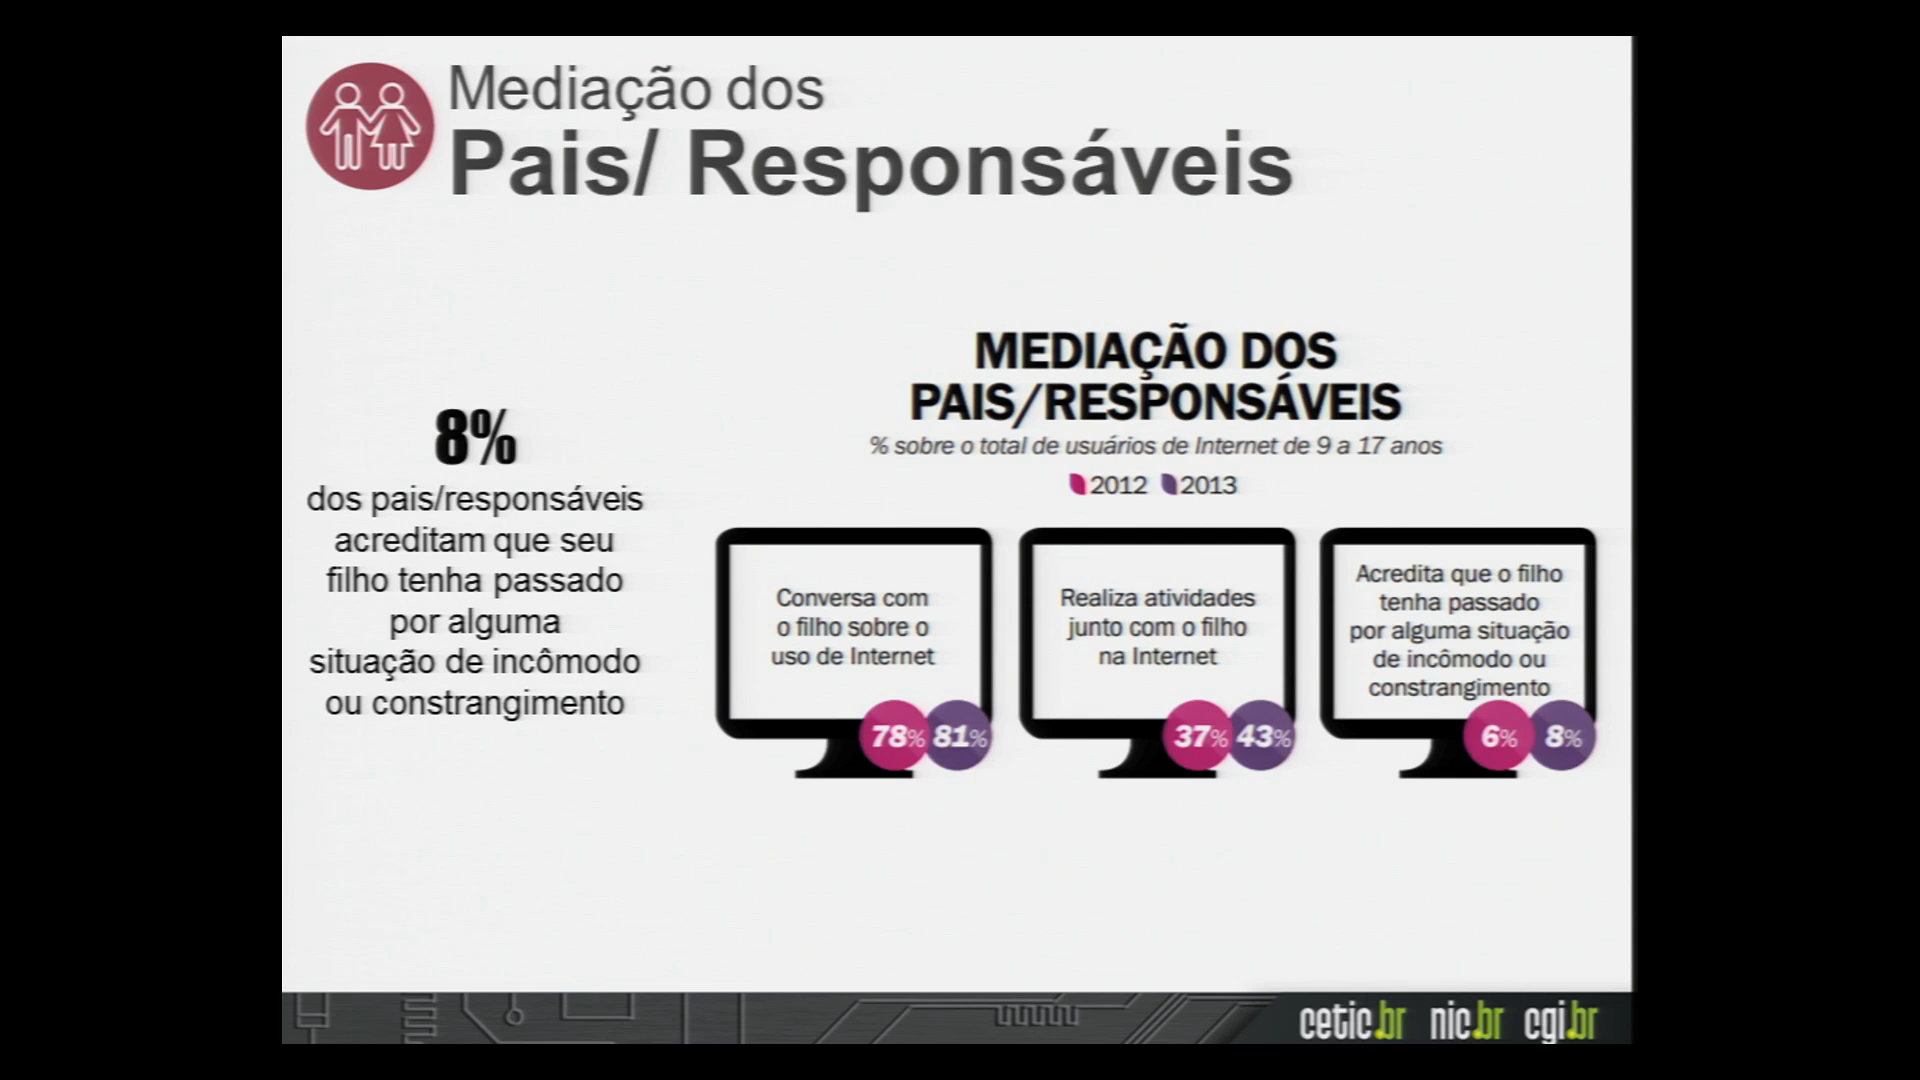 Mediação dos
Pais/ Responsáveis
8%
dos pais/responsáveis
acreditam que seu
filho tenha passado
por alguma
situação de incômodo
ou constrangimento
MEDIAÇÃO DOS
PAIS/RESPONSÁVEIS
% sobre o total de usuários de Internet de 9 a 17 anos
2012 2013
Conversa com
o filho sobre o
uso de Internet
78% 81%
Realiza atividades
junto com o filho
na Internet
37% 43%
Acredita que o filho
tenha passado
por alguma situação
de incômodo ou
constrangimento
6% 8%
cetic.br nic.br cgi.br